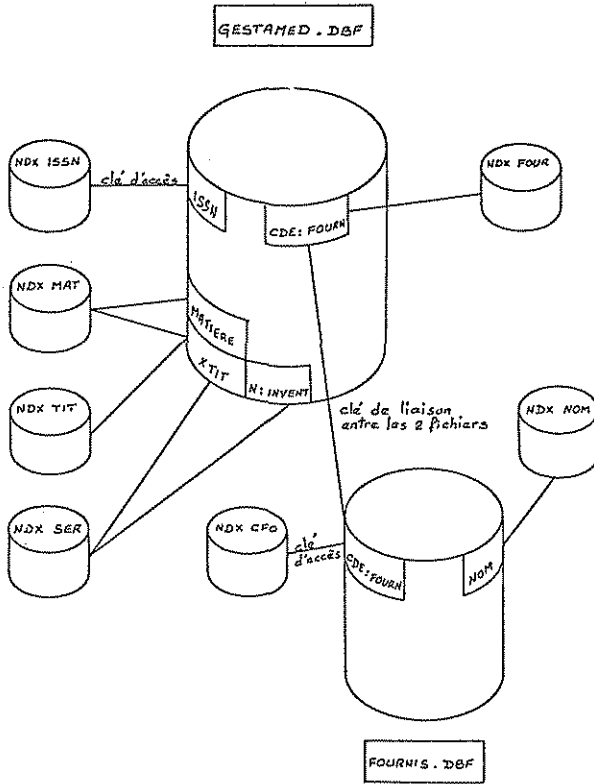 GESTAMED.DBF
NDX ISSN
clé d'accès
ISSN
CDE: FOURN
NDX FOUR
NDX MAT
MATIERE
XTIT
N: INVENT
NDX TIT
clé de liaison
entre les 2 fichiers
NDX NOM
NDX SER
NDX CFO
clé
d'accès
CDE: FOURN
NOM
FOURNIS.DBF